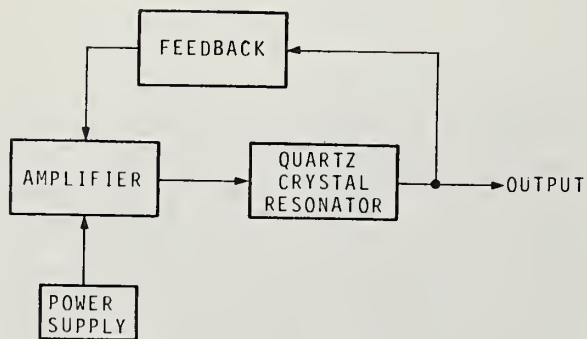 FEEDBACK
AMPLIFIER
QUARTZ
CRYSTAL
RESONATOR
OUTPUT
POWER
SUPPLY